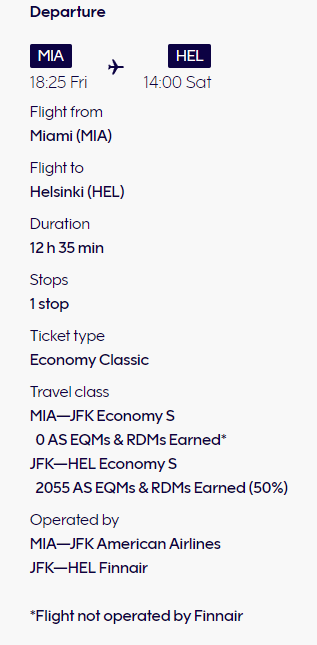 Departure
MIA HEL
18:25 Fri 14:00 Sat
Flight from
Miami (MIA)
Flight to
Helsinki (HEL)
Duration
12 h 35 min
Stops
1 stop
Ticket type
Economy Classic
Travel class
MIA—JFK Economy S
0 AS EQMs & RDMs Earned*
JFK—HEL Economy S
2055 AS EQMs & RDMs Earned (50%)
Operated by
MIA—JFK American Airlines
JFK—HEL Finnair
*Flight not operated by Finnair